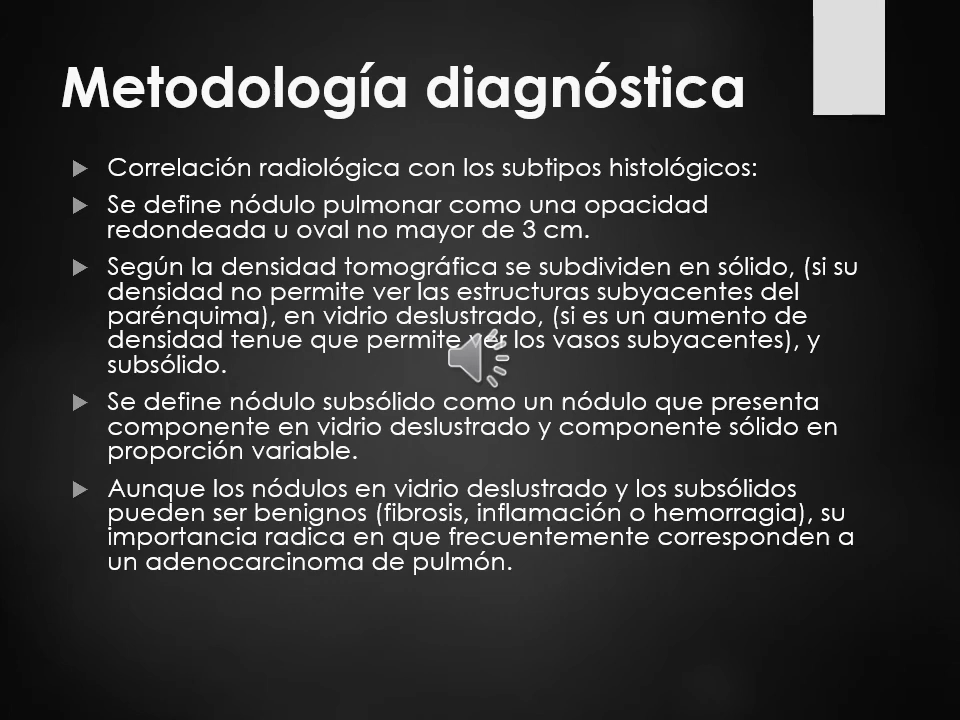 Metodología diagnóstica
Correlación radiológica con los subtipos histológicos:
Se define nódulo pulmonar como una opacidad
redondeada u oval no mayor de 3 cm.
Según la densidad tomográfica se subdividen en sólido, (si su
densidad no permite ver las estructuras subyacentes del
parénquima), en vidrio deslustrado, (si es un aumento de
densidad tenue que permite ver los vasos subyacentes), y
subsólido.
Se define nódulo subsólido como un nódulo que presenta
componente en vidrio deslustrado y componente sólido en
proporción variable.
Aunque los nódulos en vidrio deslustrado y los subsólidos
pueden ser benignos (fibrosis, inflamación o hemorragia), su
importancia radica en que frecuentemente corresponden a
un adenocarcinoma de pulmón.